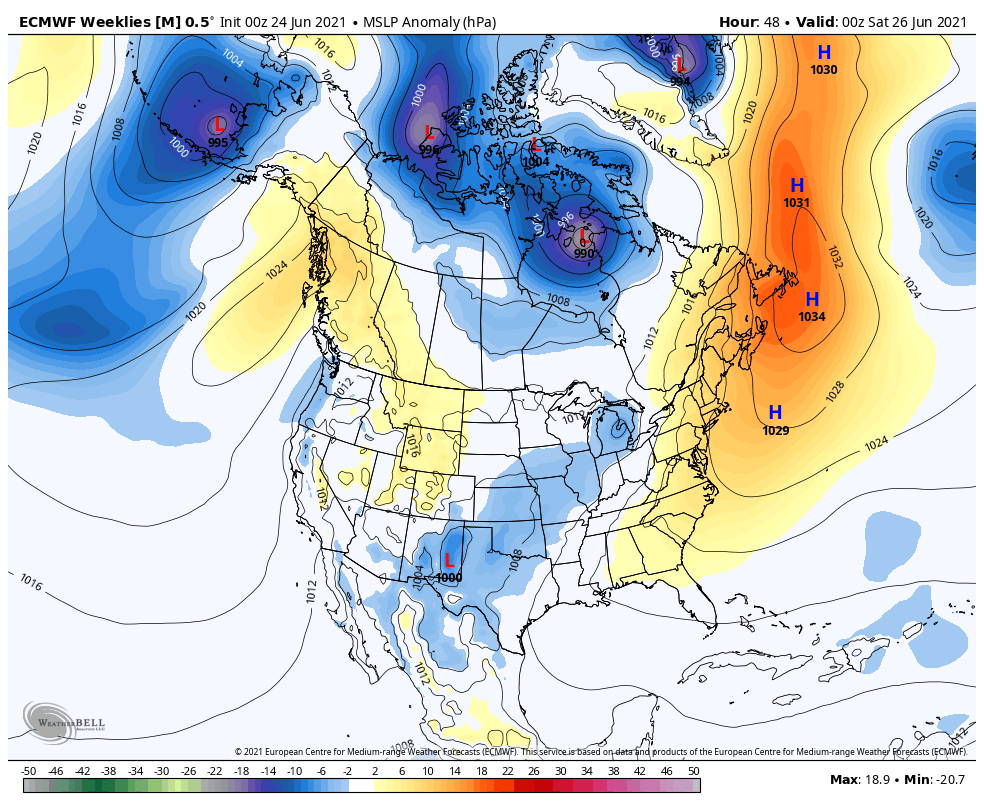 ECMWF Weeklies [M] 0.5° Init 00z 24 Jun 2021 • MSLP Anomaly (hPa)
Hour: 48 • Valid: 00z Sat 26 Jun 2021
1004
1016
H
1030
1000
L
994
1004
1016
1008
1000
1008
1020
1016
1020
L
995
1000
L
996
L
1004
1016
1016
H
1031
1020
996
L
990
1032
1024
1024
1020
1008
1016
H
1034
1012
1012
1028
H
1029
1012
1016
1024
1012
1008
L
1000
1004
1016
1012
1012
1012
1008
WEATHERBELL
ANALYTICS LLC
© 2021 European Centre for Medium-range Weather Forecasts (ECMWF). This service is based on data and products of the European Centre for Medium-range Weather Forecasts (ECMWF).
-50 -46 -42 -38 -34 -30 -26 -22 -18 -14 -10 -6 -2 2 6 10 14 18 22 26 30 34 38 42 46 50
Max: 18.9 • Min: -20.7